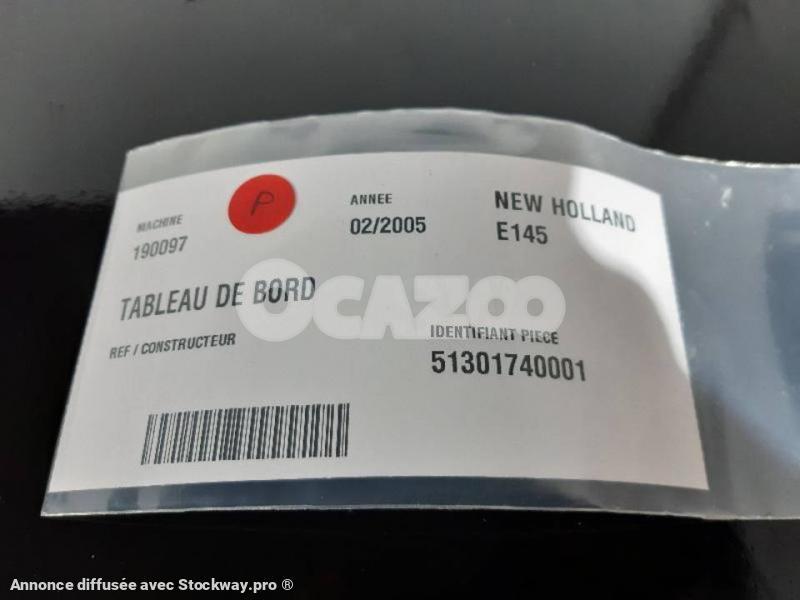 P
MACHINE
190097
ANNEE
02/2005
NEW HOLLAND
E145
TABLEAU DE BORD
OCAZOO
REF / CONSTRUCTEUR
IDENTIFIANT PIECE
51301740001
Annonce diffusée avec Stockway.pro ®